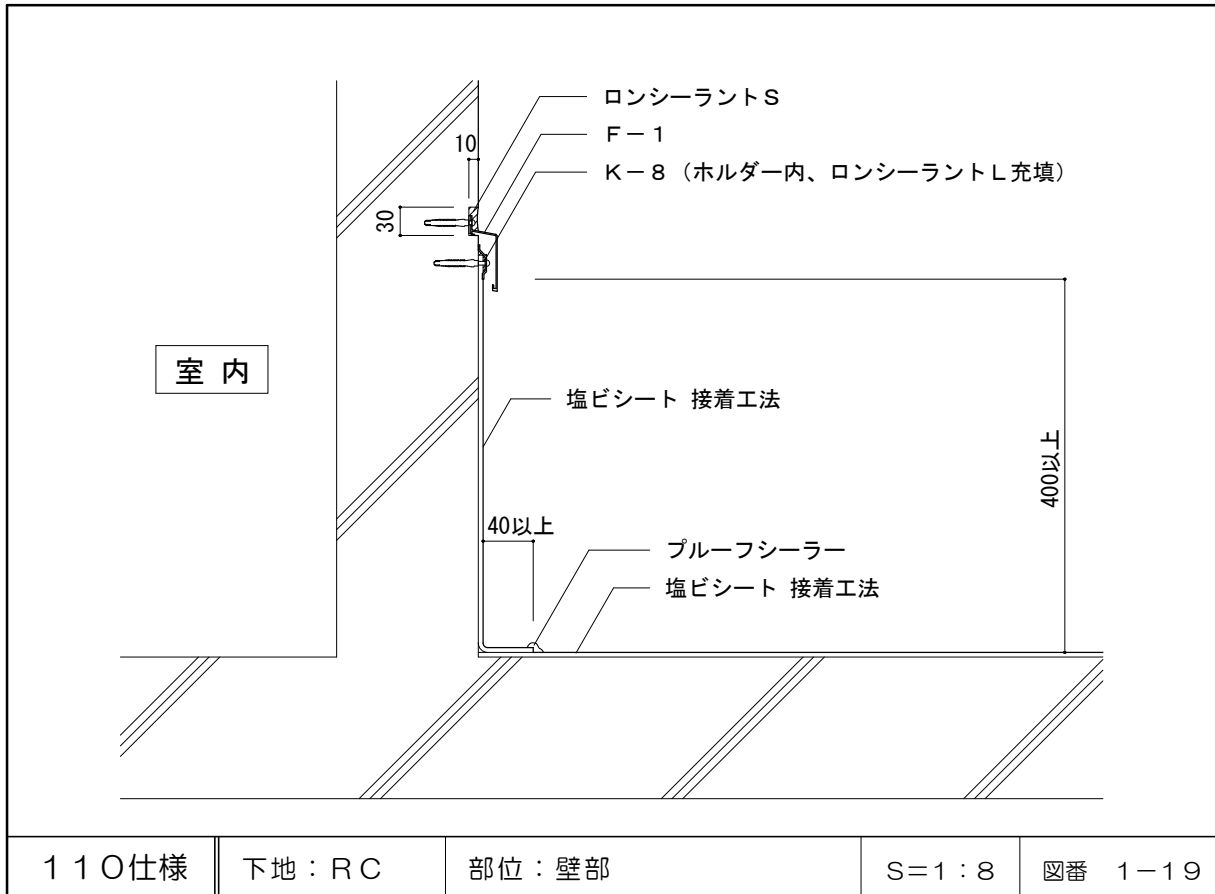 ロンシーラントS
F－1
K－8（ホルダー内、ロンシーラントL充填）
10
30
室 内
塩ビシート 接着工法
400以上
40以上
プルーフシーラー
塩ビシート 接着工法
110仕様 下地：RC 部位：壁部 S=1：8 図番 1－19